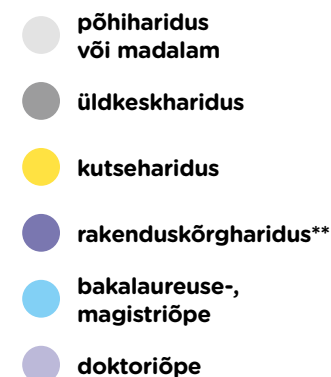 põhiharidus
või madalam
üldkeskharidus
kutseharidus
rakenduskõrgharidus**
bakalaureuse-,
magistriõpe
doktoriõpe